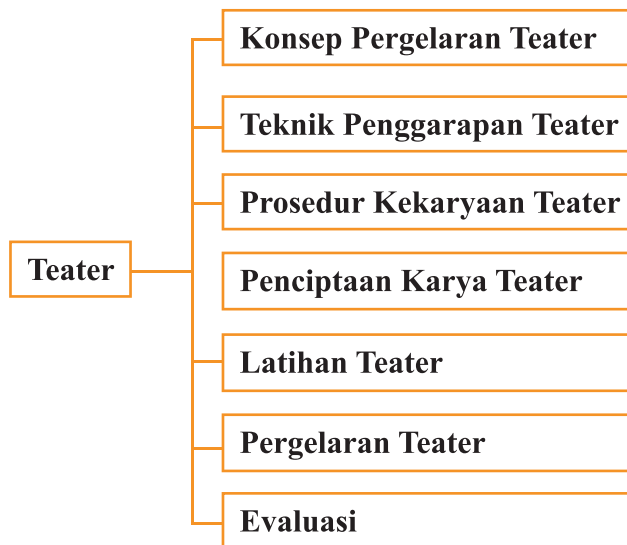 Konsep Pergelaran Teater
Teknik Penggarapan Teater
Prosedur Kekaryaan Teater
Teater
Penciptaan Karya Teater
Latihan Teater
Pergelaran Teater
Evaluasi